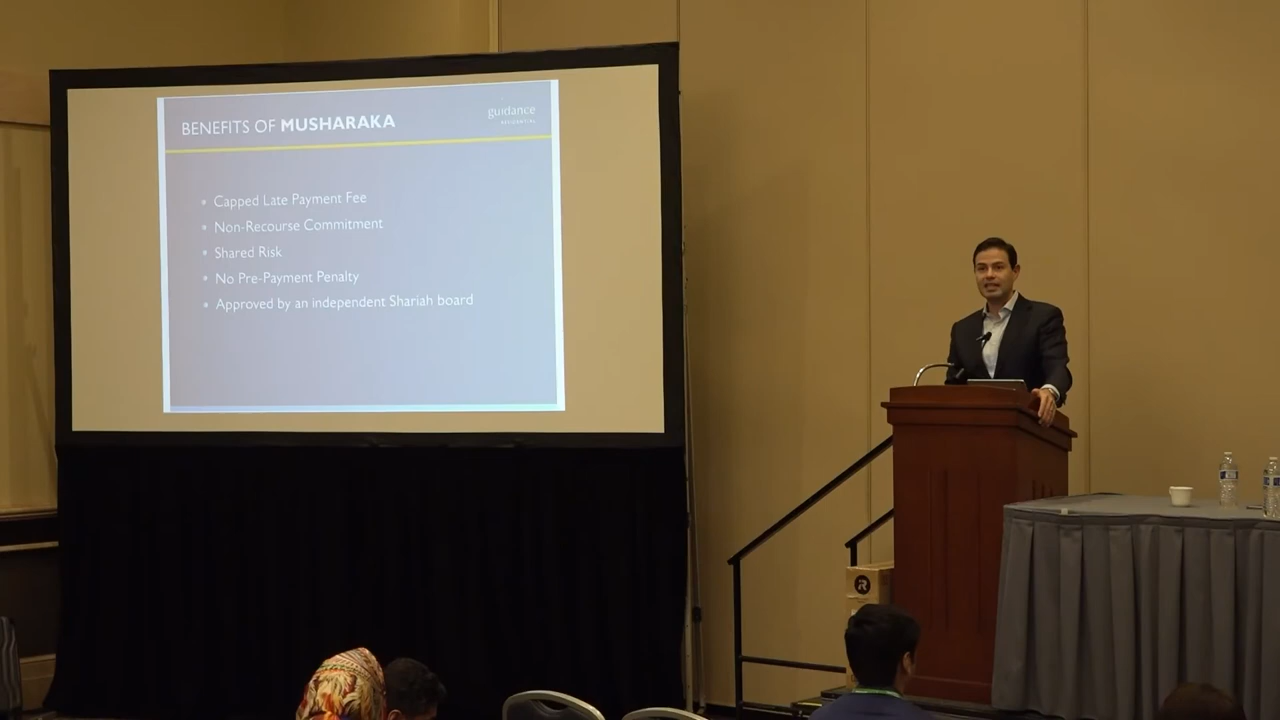 BENEFITS OF MUSHARAKA
guidance
RESIDENTIAL
• Capped Late Payment Fee
• Non-Recourse Commitment
• Shared Risk
• No Pre-Payment Penalty
• Approved by an independent Shariah board
R